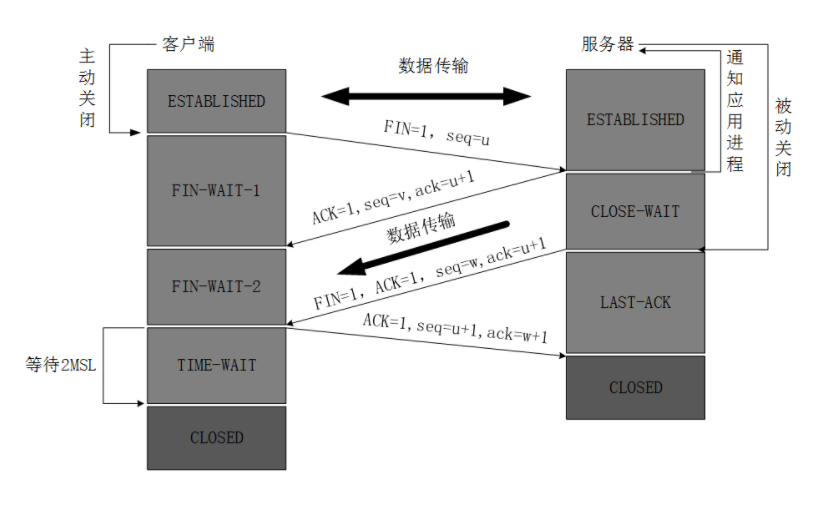 客户端
服务器
主动关闭
数据传输
通知应用进程
被动关闭
ESTABLISHED
ESTABLISHED
FIN=1, seq=u
FIN-WAIT-1
ACK=1,seq=v,ack=u+1
CLOSE-WAIT
数据传输
FIN-WAIT-2
FIN=1, ACK=1, seq=w,ack=u+1
LAST-ACK
ACK=1,seq=u+1,ack=w+1
等待2MSL
TIME-WAIT
CLOSED
CLOSED